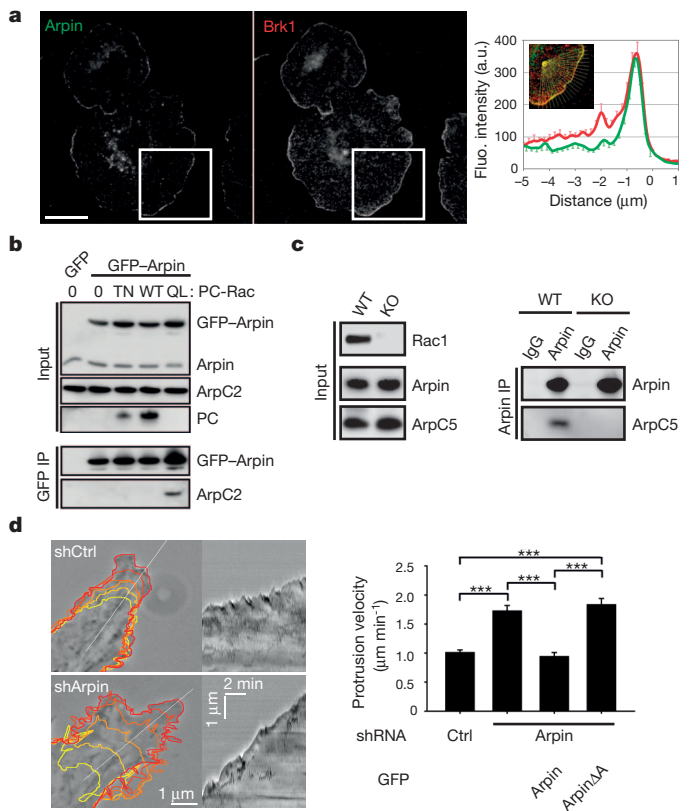 a
Arpin
Brk1
Fluo. intensity (a.u.)
400
300
200
100
0
-5 -4 -3 -2 -1 0 1
Distance (μm)
b
GFP
GFP–Arpin
0 0 TN WT QL : PC-Rac
Input
GFP–Arpin
Arpin
ArpC2
PC
GFP IP
GFP–Arpin
ArpC2
c
WT KO
Input
Rac1
Arpin
ArpC5
WT KO
IgG Arpin IgG Arpin
Arpin IP
Arpin
ArpC5
d
shCtrl
shArpin
2 min
1 μm
1 μm
Protrusion velocity
(μm min⁻¹)
2.5
2.0
1.5
1.0
0.5
0
***
*** *** ***
shRNA Ctrl Arpin
GFP Arpin ArpinΔA